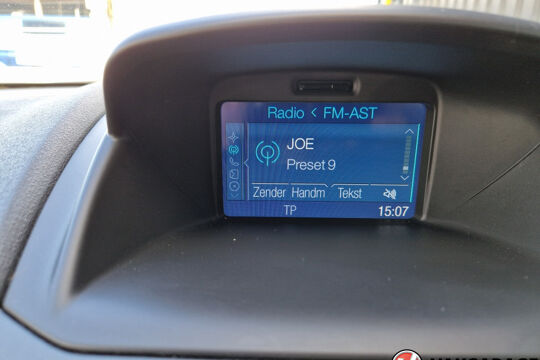 Radio < FM-AST
JOE
Preset 9
Zender Handm Tekst
TP 15:07